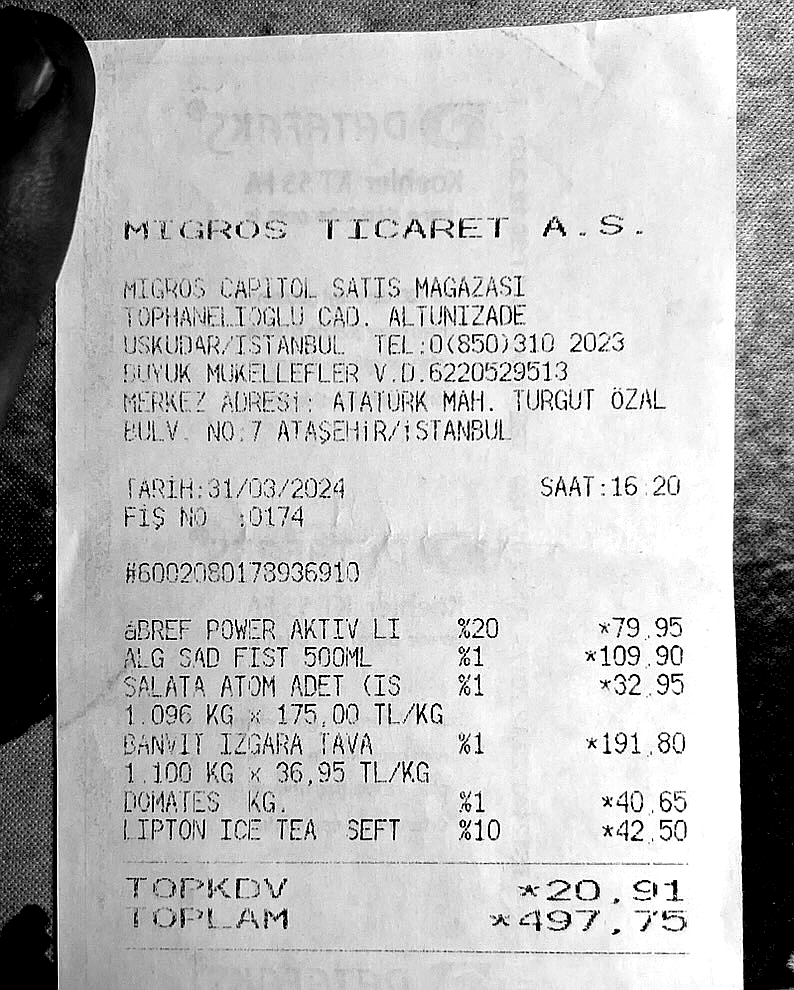 MIGROS TICARET A.S.
MIGROS CAPITOL SATIS MAGAZASI
TOPHANELIOGLU CAD. ALTUNIZADE
USKUDAR/ISTANBUL TEL:0(850)310 2023
BUYUK MUKELLEFLER V.D.6220529513
MERKEZ ADRESİ: ATATÜRK MAH. TURGUT ÖZAL
BULV. NO:7 ATAŞEHİR/İSTANBUL
TARİH:31/03/2024 SAAT:16:20
FİŞ NO :0174
#6002080178936910
âBREF POWER AKTIV LI %20 *79,95
ALG SAD FIST 500ML %1 *109,90
SALATA ATOM ADET (IS %1 *32,95
1.096 KG x 175,00 TL/KG
BANVIT IZGARA TAVA %1 *191,80
1.100 KG x 36,95 TL/KG
DOMATES KG. %1 *40,65
LIPTON ICE TEA SEFT %10 *42,50
TOPKDV *20,91
TOPLAM *497,75